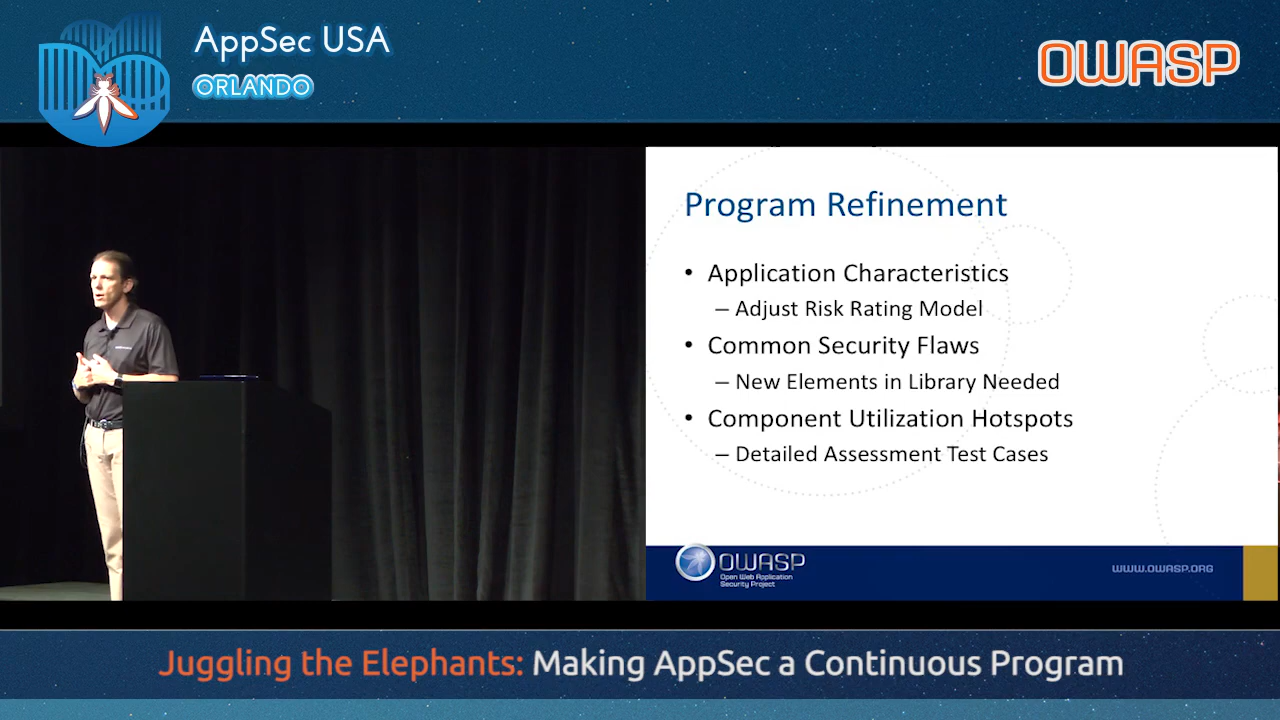 AppSec USA
ORLANDO
OWASP
Program Refinement
• Application Characteristics
– Adjust Risk Rating Model
• Common Security Flaws
– New Elements in Library Needed
• Component Utilization Hotspots
– Detailed Assessment Test Cases
OWASP
Open Web Application
Security Project
WWW.OWASP.ORG
Juggling the Elephants: Making AppSec a Continuous Program